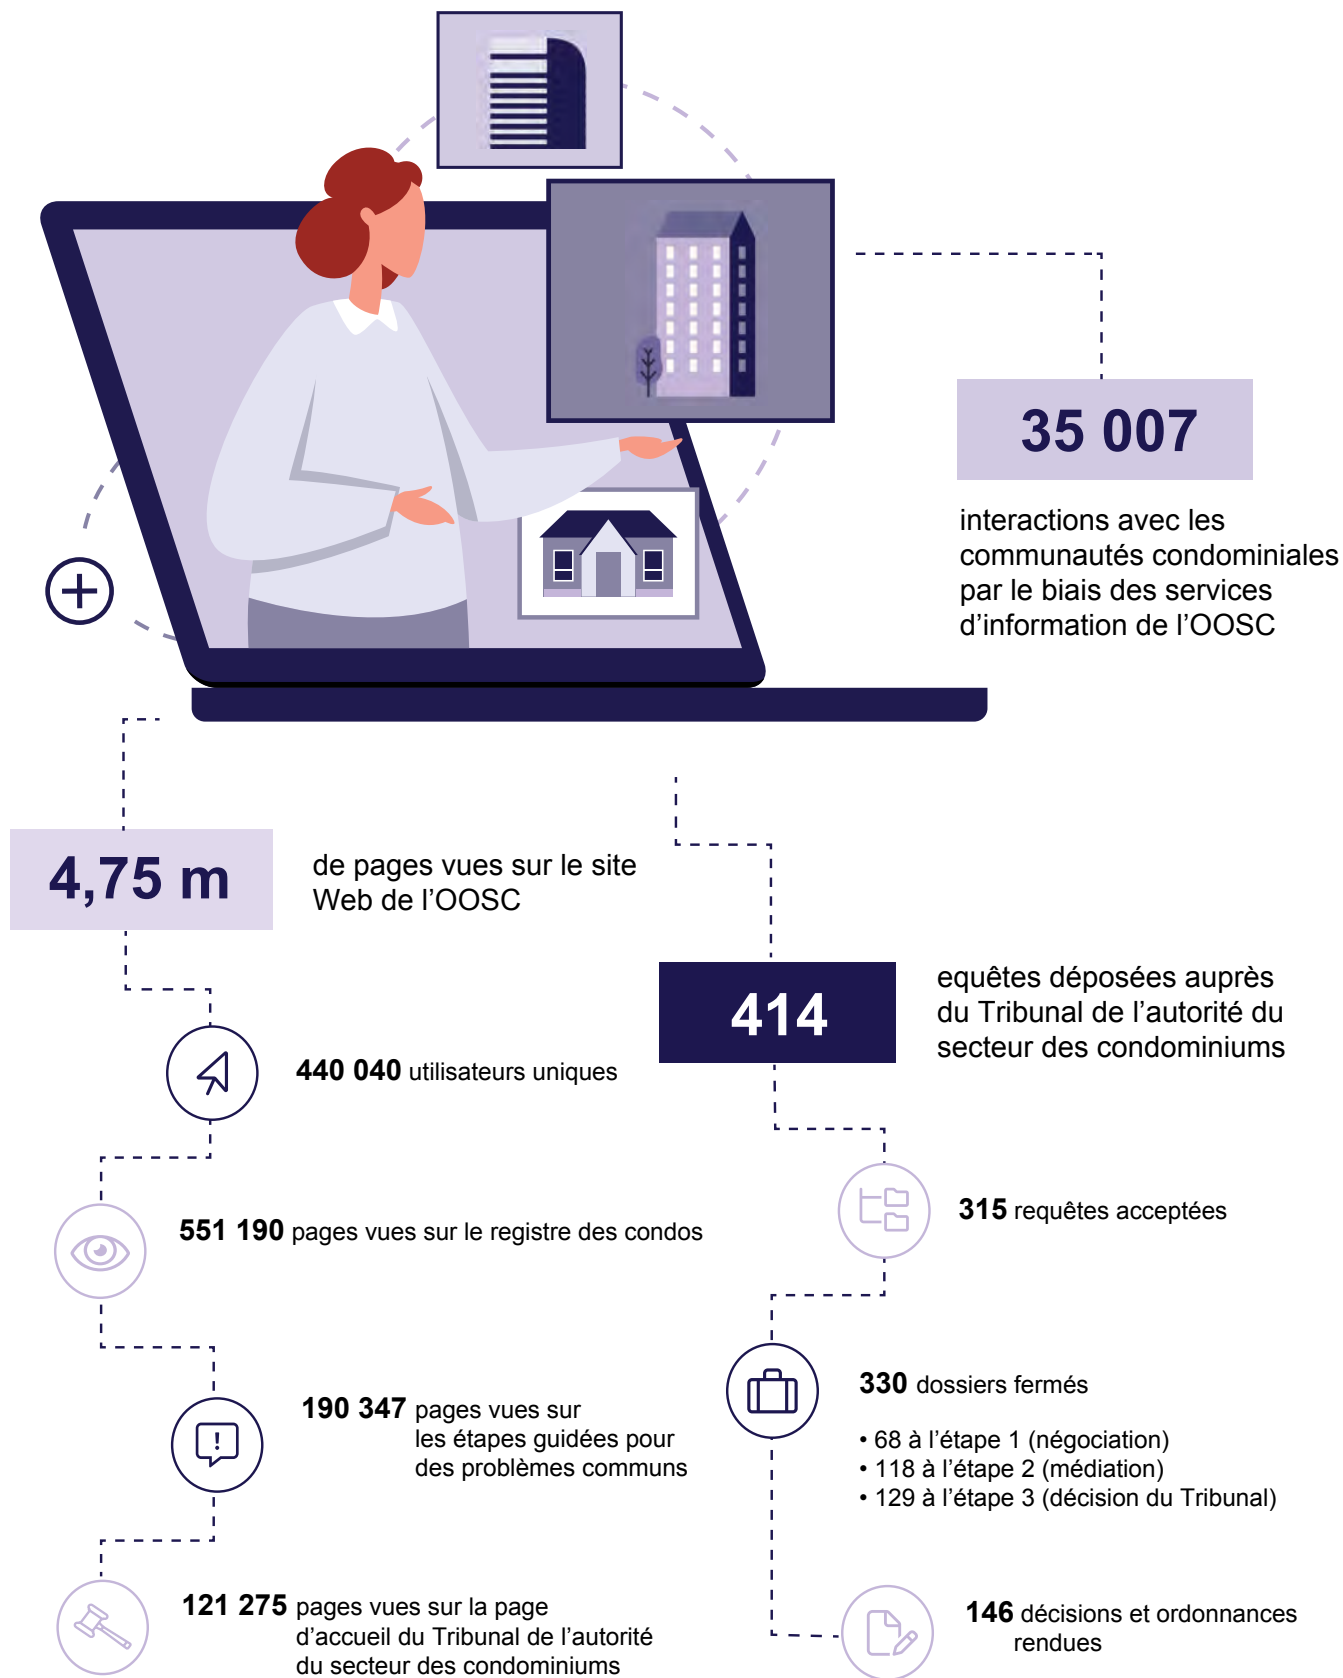 35 007
interactions avec les
communautés condominiales
par le biais des services
d'information de l'OOSC
4,75 m
de pages vues sur le site
Web de l'OOSC
440 040 utilisateurs uniques
551 190 pages vues sur le registre des condos
190 347 pages vues sur
les étapes guidées pour
des problèmes communs
121 275 pages vues sur la page
d'accueil du Tribunal de l'autorité
du secteur des condominiums
414
equêtes déposées auprès
du Tribunal de l'autorité du
secteur des condominiums
315 requêtes acceptées
330 dossiers fermés
• 68 à l'étape 1 (négociation)
• 118 à l'étape 2 (médiation)
• 129 à l'étape 3 (décision du Tribunal)
146 décisions et ordonnances
rendues